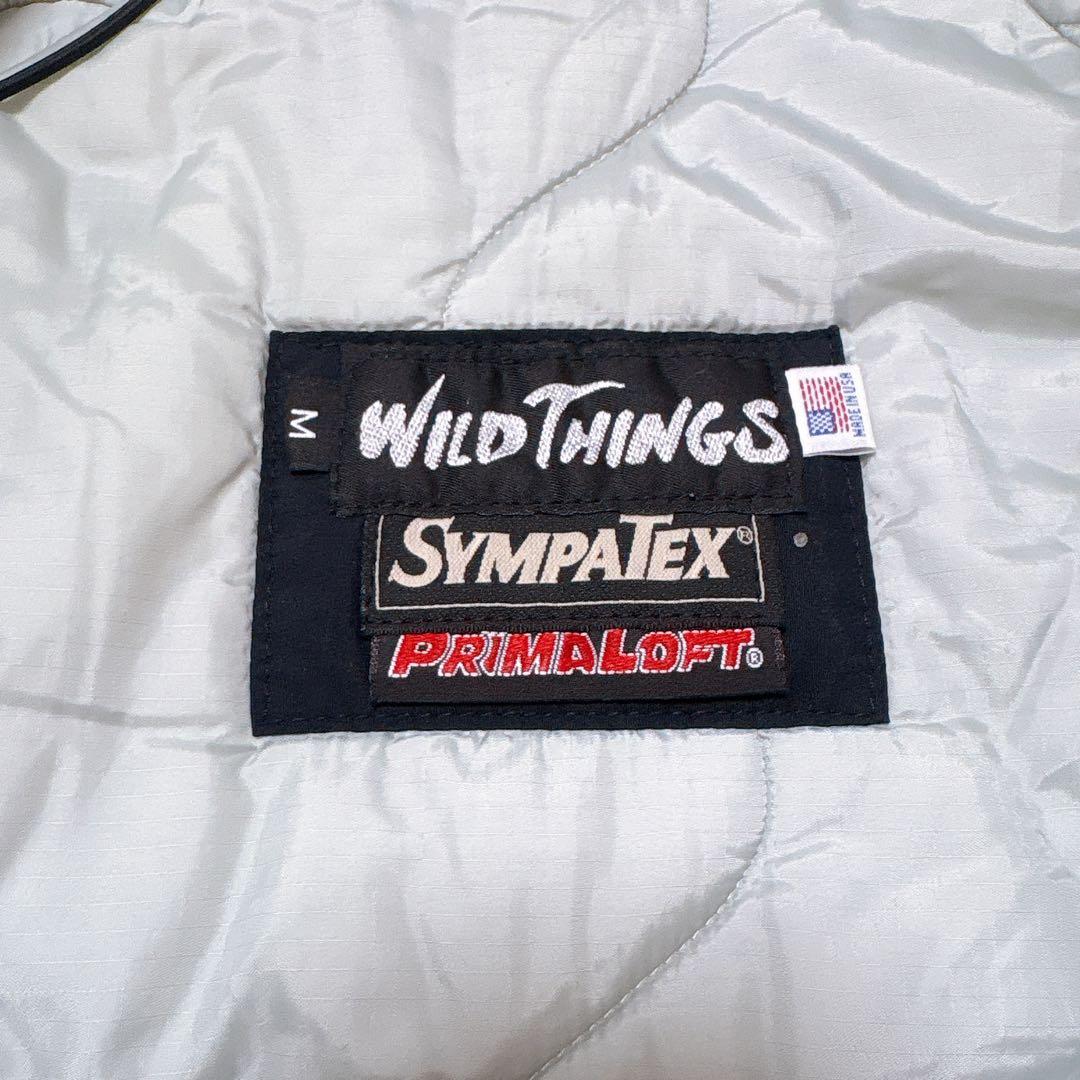 M
WILD THINGS
MADE IN USA
SYMPATEX®
PRIMALOFT®